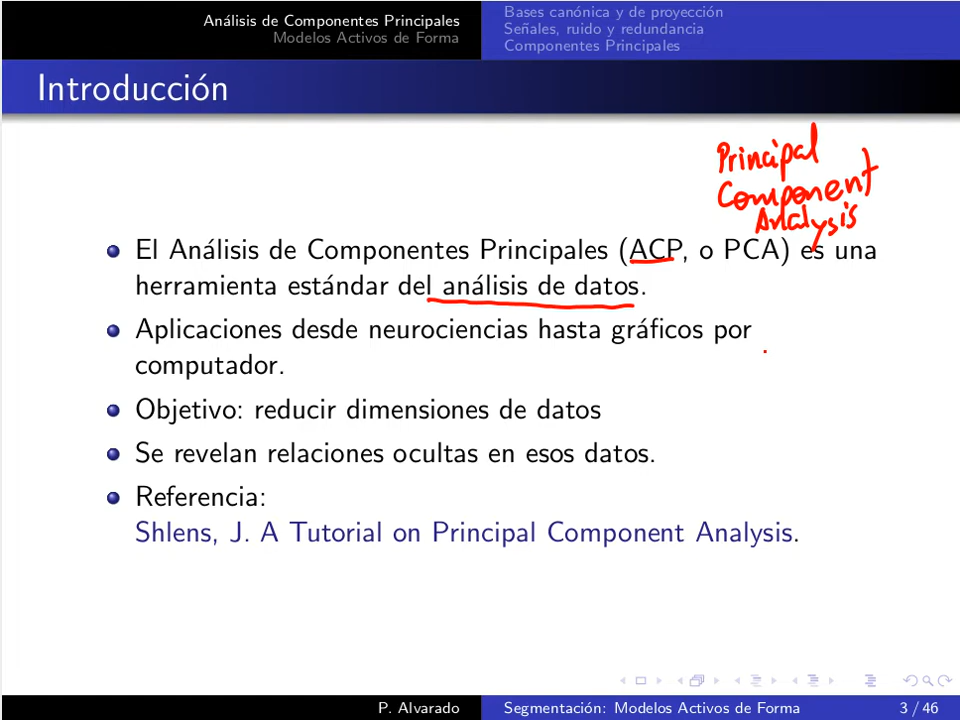 Análisis de Componentes Principales
Modelos Activos de Forma
Bases canónica y de proyección
Señales, ruido y redundancia
Componentes Principales
Introducción
Principal
Component
Analysis
El Análisis de Componentes Principales (ACP, o PCA) es una
herramienta estándar del análisis de datos.
Aplicaciones desde neurociencias hasta gráficos por
computador.
Objetivo: reducir dimensiones de datos
Se revelan relaciones ocultas en esos datos.
Referencia:
Shlens, J. A Tutorial on Principal Component Analysis.
P. Alvarado
Segmentación: Modelos Activos de Forma
3 / 46